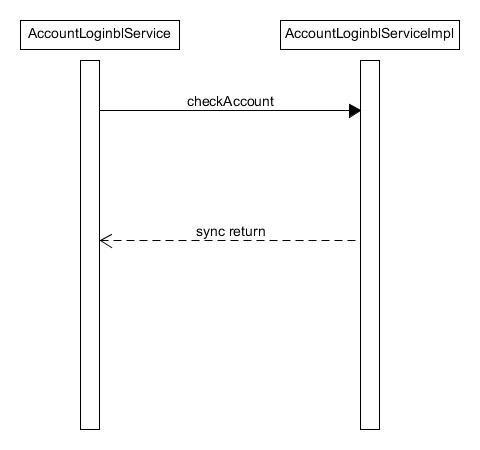 AccountLoginblService
AccountLoginblServiceImpl
checkAccount
sync return